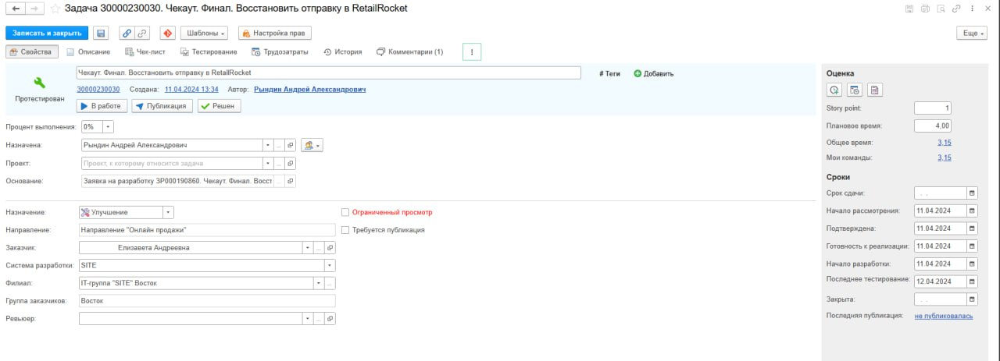 Задача 30000230030. Чекаут. Финал. Восстановить отправку в RetailRocket
Записать и закрыть Шаблоны Настройка прав Еще
Свойства Описание Чек-лист Тестирование Трудозатраты История Комментарии (1)
Чекаут. Финал. Восстановить отправку в RetailRocket # Теги Добавить
Протестирован
30000230030 Создана: 11.04.2024 13:34 Автор: Рындин Андрей Александрович
В работе Публикация Решен
Процент выполнения: 0%
Назначена: Рындин Андрей Александрович
Проект: Проект, к которому относится задача
Основание: Заявка на разработку ЗР000190860. Чекаут. Финал. Восст
Назначение: Улучшение Ограниченный просмотр
Направление: Направление "Онлайн продажи" Требуется публикация
Заказчик: Елизавета Андреевна
Система разработки: SITE
Филиал: IT-группа "SITE" Восток
Группа заказчиков: Восток
Ревьюер:
Оценка
Story point: 1
Плановое время: 4,00
Общее время: 3,15
Мои команды: 3,15
Сроки
Срок сдачи: . .
Начало рассмотрения: 11.04.2024
Подтверждена: 11.04.2024
Готовность к реализации: 11.04.2024
Начало разработки: 11.04.2024
Последнее тестирование: 12.04.2024
Закрыта: . .
Последняя публикация: не публиковалась